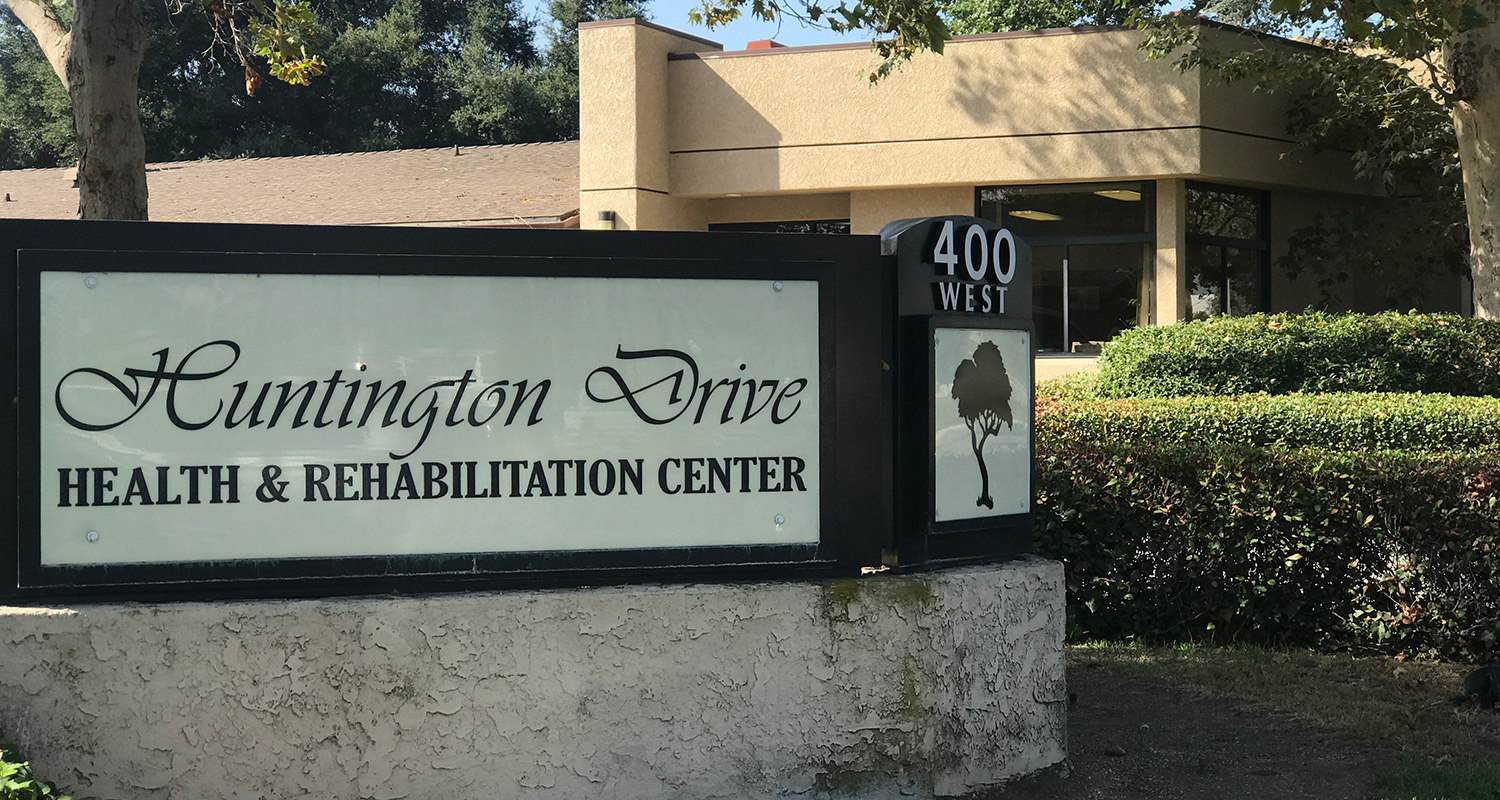 Huntington Drive
HEALTH & REHABILITATION CENTER
400
WEST